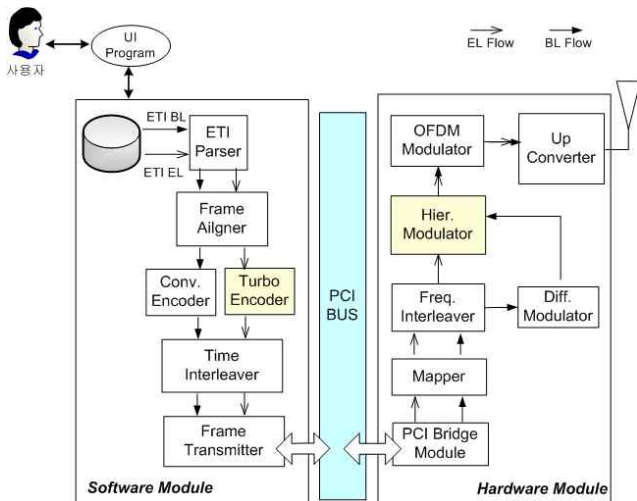 사용자
UI
Program
EL Flow
BL Flow
ETI BL
ETI EL
ETI
Parser
Frame
Ailgner
Conv.
Encoder
Turbo
Encoder
Time
Interleaver
Frame
Transmitter
Software Module
PCI
BUS
OFDM
Modulator
Up
Converter
Hier.
Modulator
Freq.
Interleaver
Diff.
Modulator
Mapper
PCI Bridge
Module
Hardware Module